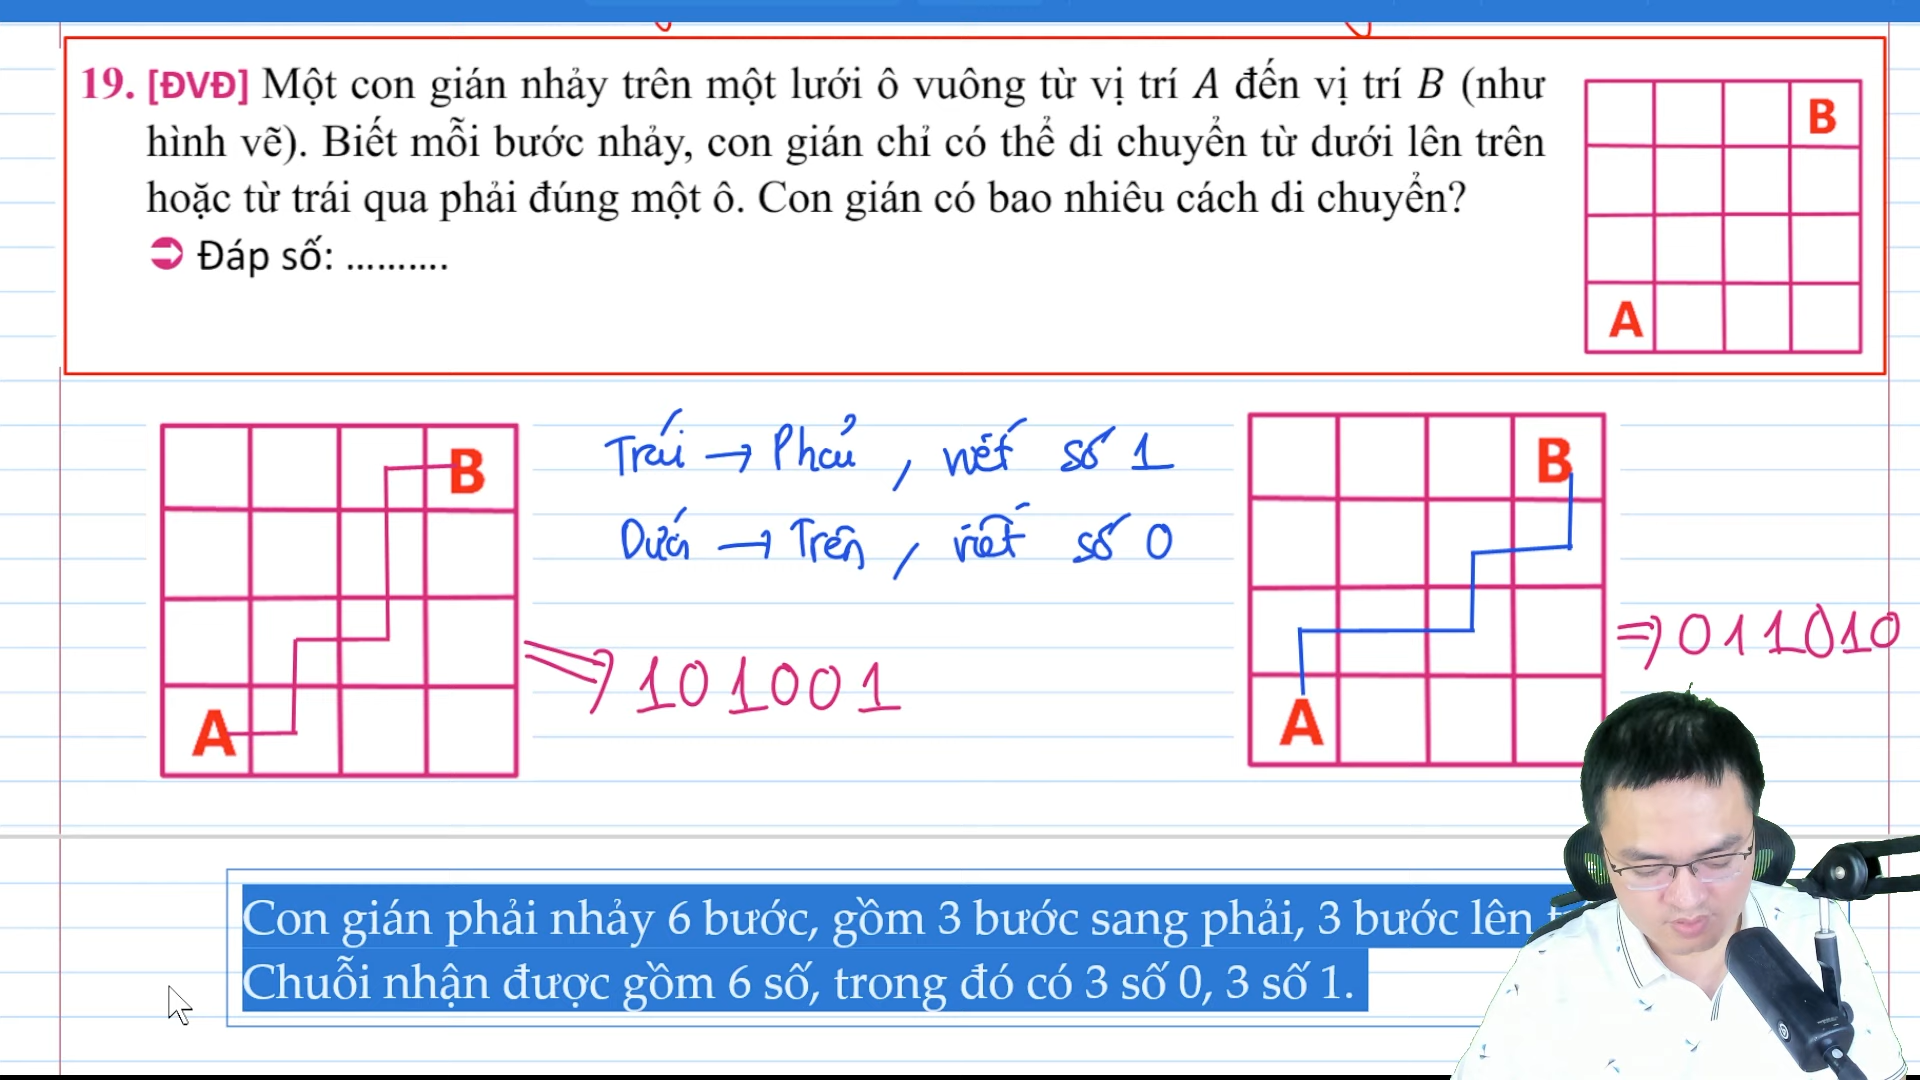 19. [ĐVĐ] Một con gián nhảy trên một lưới ô vuông từ vị trí A đến vị trí B (như
hình vẽ). Biết mỗi bước nhảy, con gián chỉ có thể di chuyển từ dưới lên trên
hoặc từ trái qua phải đúng một ô. Con gián có bao nhiêu cách di chuyển?
➲ Đáp số: ..........
B
A
B
A
Trái → Phải, viết số 1
Dưới → Trên, viết số 0
⇒ 101001
B
A
⇒ 011010
Con gián phải nhảy 6 bước, gồm 3 bước sang phải, 3 bước lên
Chuỗi nhận được gồm 6 số, trong đó có 3 số 0, 3 số 1.